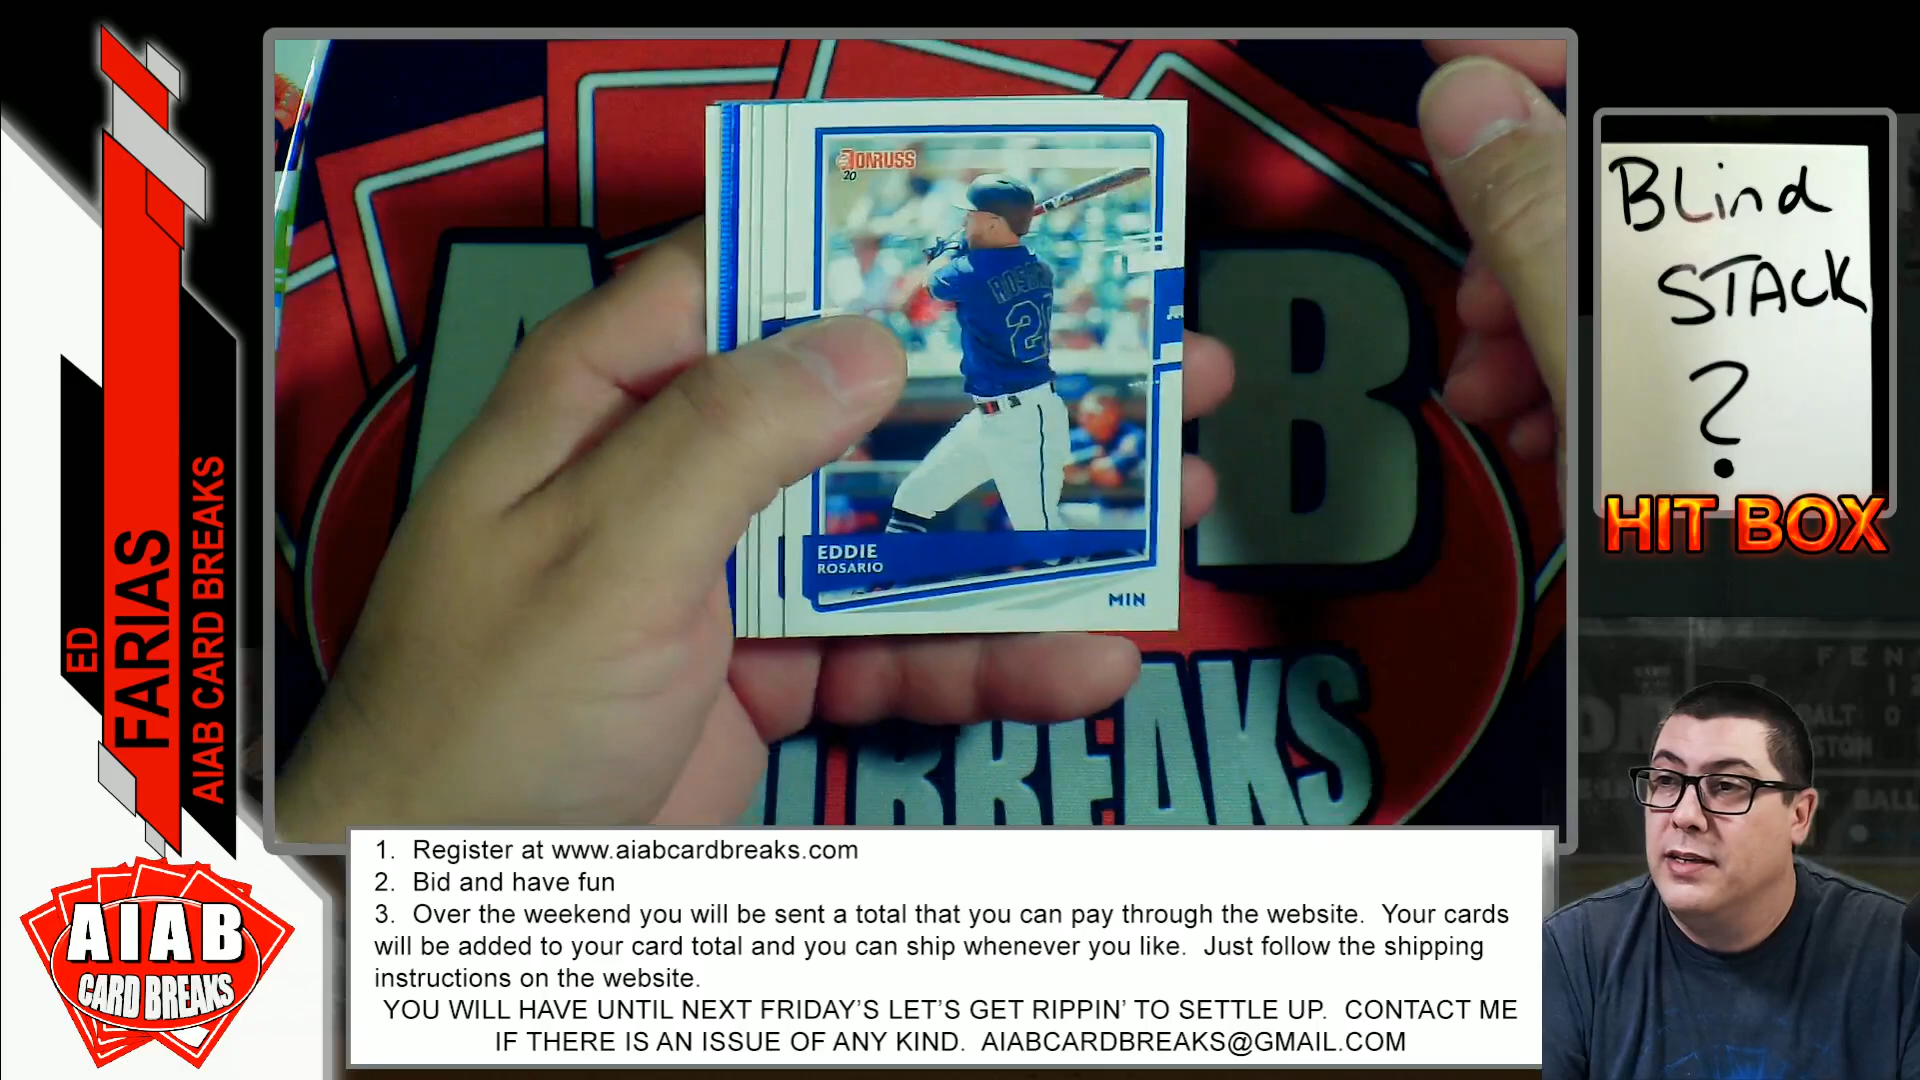 ED
FARIAS
AIAB CARD BREAKS
AIAB
CARD BREAKS
DONRUSS
20
EDDIE
ROSARIO
MIN
B
BREAKS
BLind
STACK
?
HIT BOX
FEN
1. Register at www.aiabcardbreaks.com
2. Bid and have fun
3. Over the weekend you will be sent a total that you can pay through the website. Your cards
will be added to your card total and you can ship whenever you like. Just follow the shipping
instructions on the website.
YOU WILL HAVE UNTIL NEXT FRIDAY'S LET'S GET RIPPIN' TO SETTLE UP. CONTACT ME
IF THERE IS AN ISSUE OF ANY KIND. AIABCARDBREAKS@GMAIL.COM